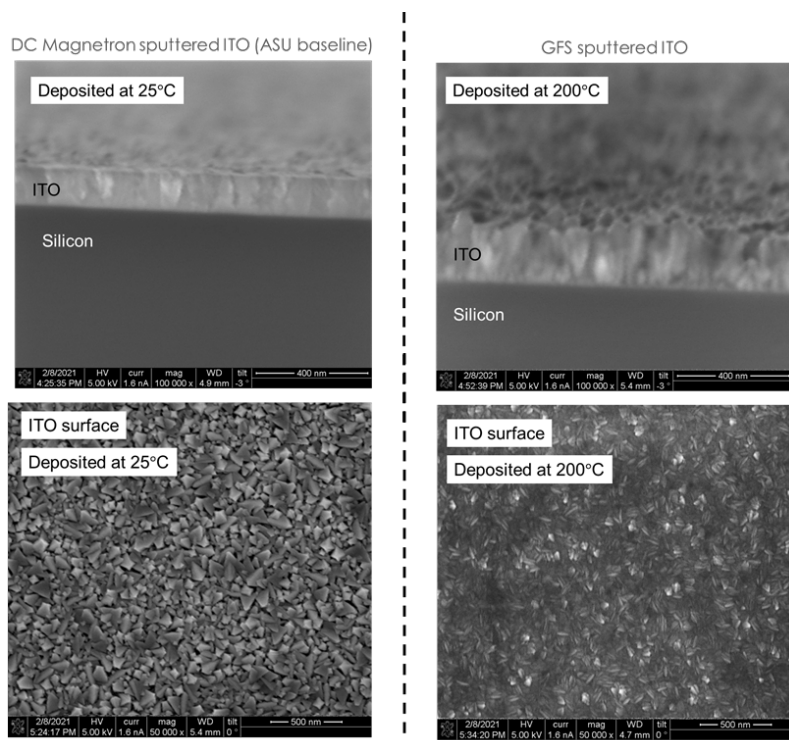 DC Magnetron sputtered ITO (ASU baseline)
GFS sputtered ITO
Deposited at 25°C
ITO
Silicon
2/8/2021 HV curr mag WD tilt 400 nm
4:25:35 PM 5.00 kV 1.6 nA 100 000 x 4.9 mm -3 °
Deposited at 200°C
ITO
Silicon
2/8/2021 HV curr mag WD tilt 400 nm
4:52:39 PM 5.00 kV 1.6 nA 100 000 x 5.4 mm -3 °
ITO surface
Deposited at 25°C
2/8/2021 HV curr mag WD tilt 500 nm
5:24:17 PM 5.00 kV 1.6 nA 50 000 x 5.4 mm 0 °
ITO surface
Deposited at 200°C
2/8/2021 HV curr mag WD tilt 500 nm
5:34:20 PM 5.00 kV 1.6 nA 50 000 x 4.7 mm 0 °